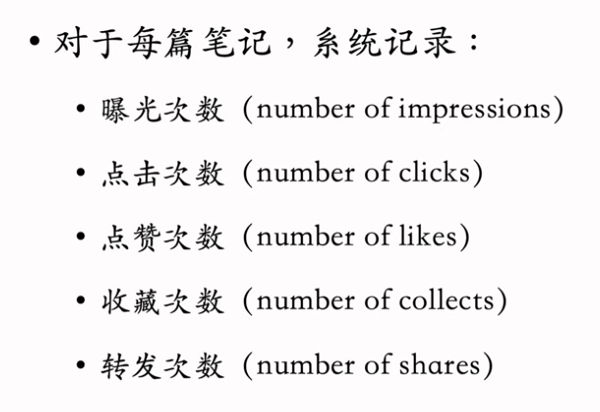 • 对于每篇笔记，系统记录：
• 曝光次数（number of impressions）
• 点击次数（number of clicks）
• 点赞次数（number of likes）
• 收藏次数（number of collects）
• 转发次数（number of shares）